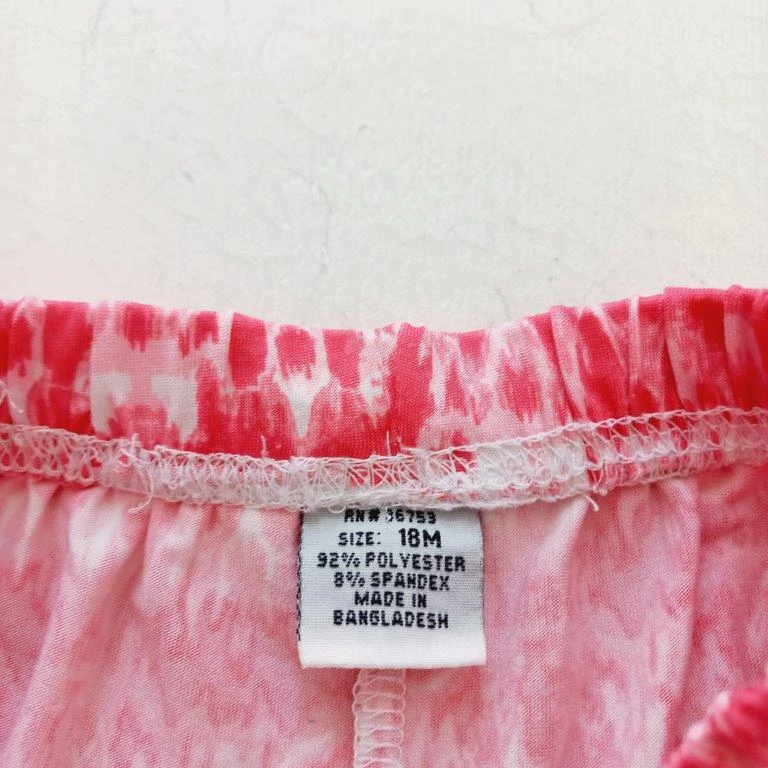 RN# 36753
SIZE: 18M
92% POLYESTER
8% SPANDEX
MADE IN
BANGLADESH